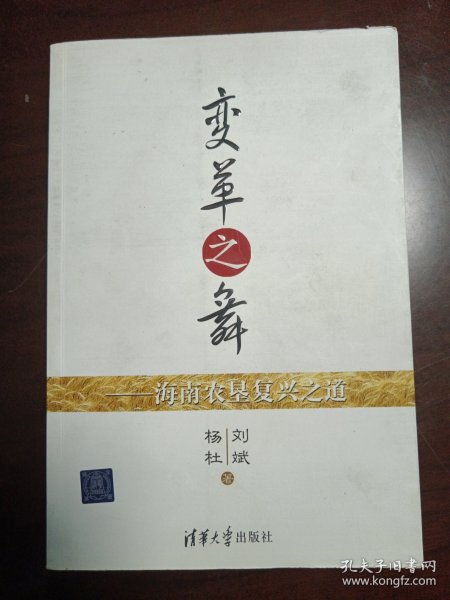 变革之舞
——海南农垦复兴之道
杨杜
刘斌
著
清华大学出版社
孔夫子旧书网
www.kongfz.com